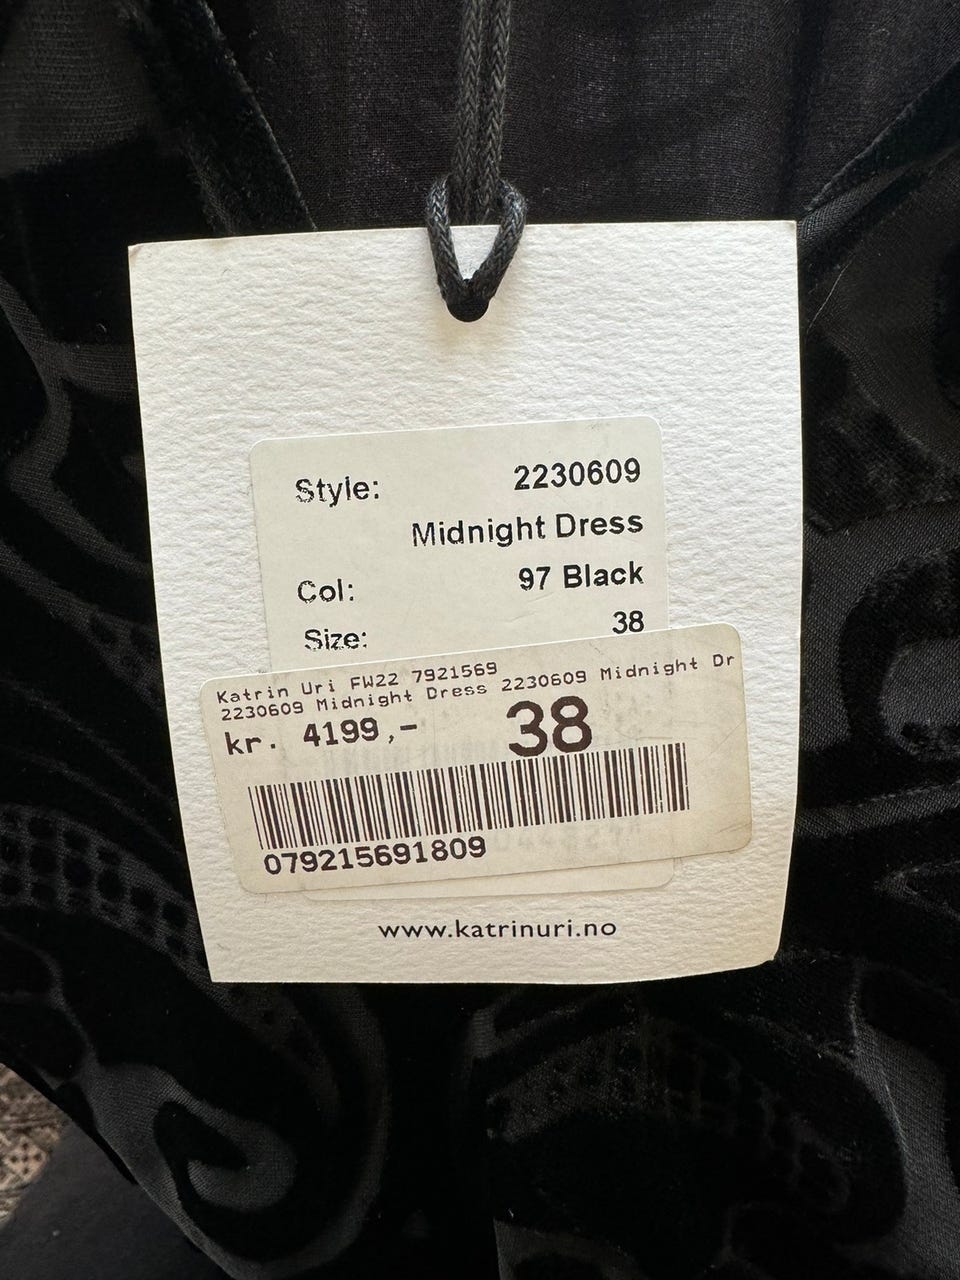 Style: 2230609
Midnight Dress
Col: 97 Black
Size: 38
Katrin Uri FW22 7921569
2230609 Midnight Dress 2230609 Midnight Dr
kr. 4199,- 38
079215691809
www.katrinuri.no